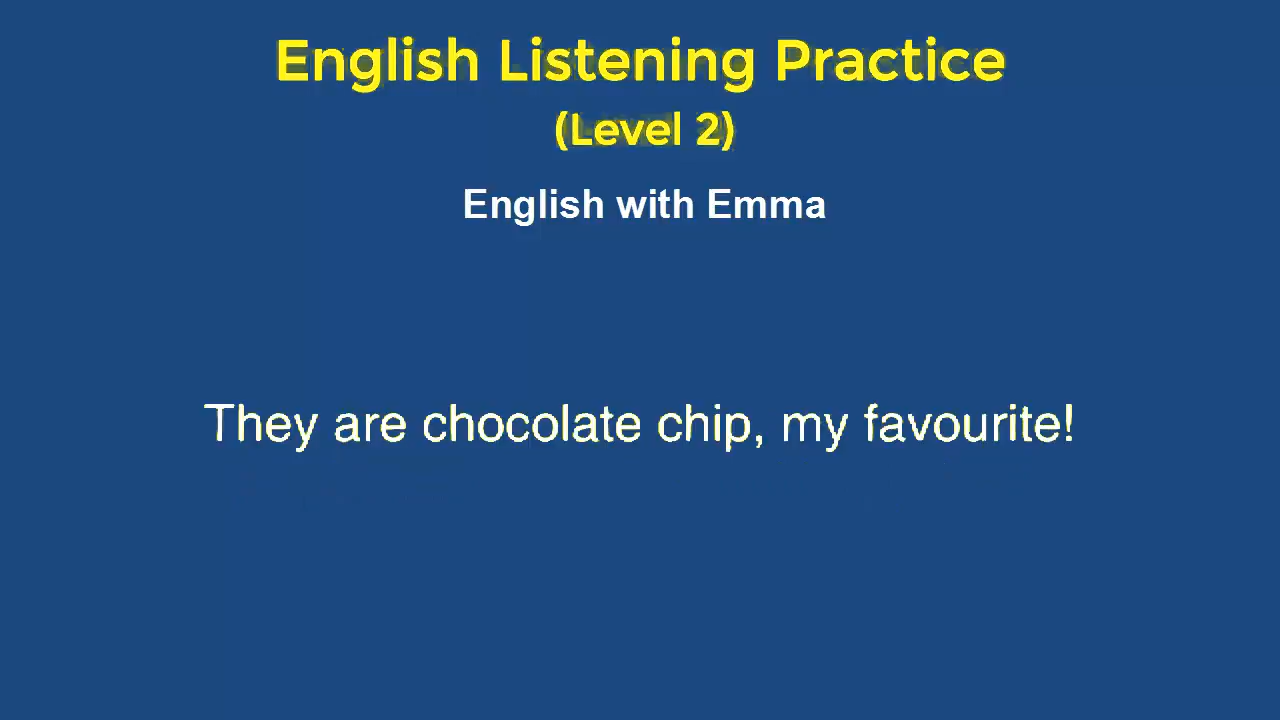 English Listening Practice
(Level 2)
English with Emma
They are chocolate chip, my favourite!